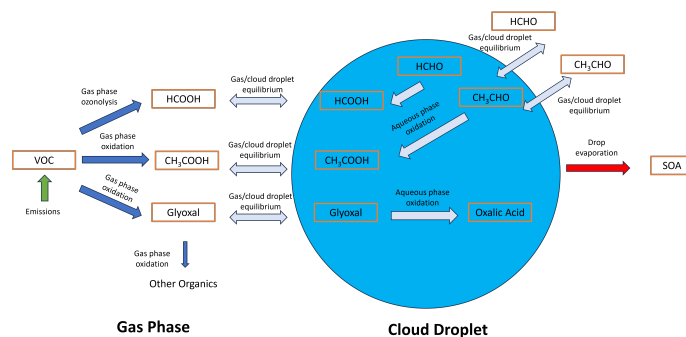 HCHO
Gas/cloud droplet
equilibrium
CH3CHO
Gas/cloud droplet
equilibrium
Gas phase
ozonolysis
HCOOH
Gas/cloud droplet
equilibrium
HCHO
HCOOH
CH3CHO
Aqueous phase
oxidation
Gas phase
oxidation
VOC
CH3COOH
Gas/cloud droplet
equilibrium
CH3COOH
Drop
evaporation
SOA
Gas phase
oxidation
Emissions
Glyoxal
Gas/cloud droplet
equilibrium
Glyoxal
Aqueous phase
oxidation
Oxalic Acid
Gas phase
oxidation
Other Organics
Gas Phase
Cloud Droplet